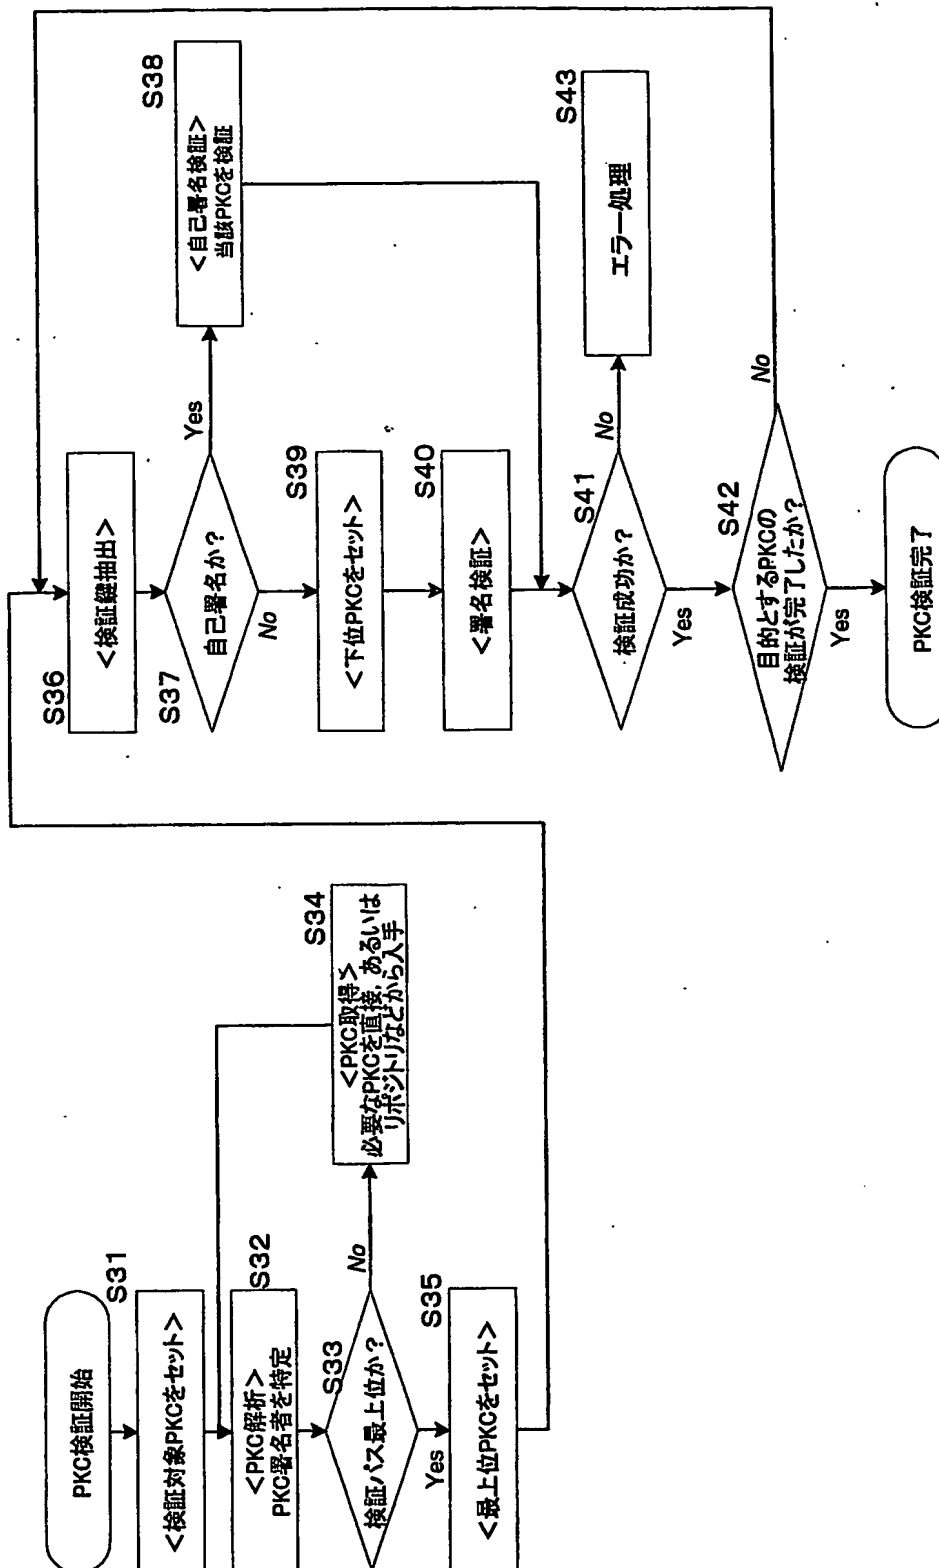 PKC検証開始
S31
<検証対象PKCをセット>
S32
<PKC解析>
PKC署名者を特定
S33
検証パス最上位か?
No
Yes
S34
<PKC取得>
必要なPKCを直接,あるいは
リポジトリなどから入手
S35
<最上位PKCをセット>
S36
<検証鍵抽出>
S37
自己署名か?
Yes
No
S38
<自己署名検証>
当該PKCを検証
S39
<下位PKCをセット>
S40
<署名検証>
S41
検証成功か?
No
Yes
S43
エラー処理
S42
目的とするPKCの
検証が完了したか?
No
Yes
PKC検証完了